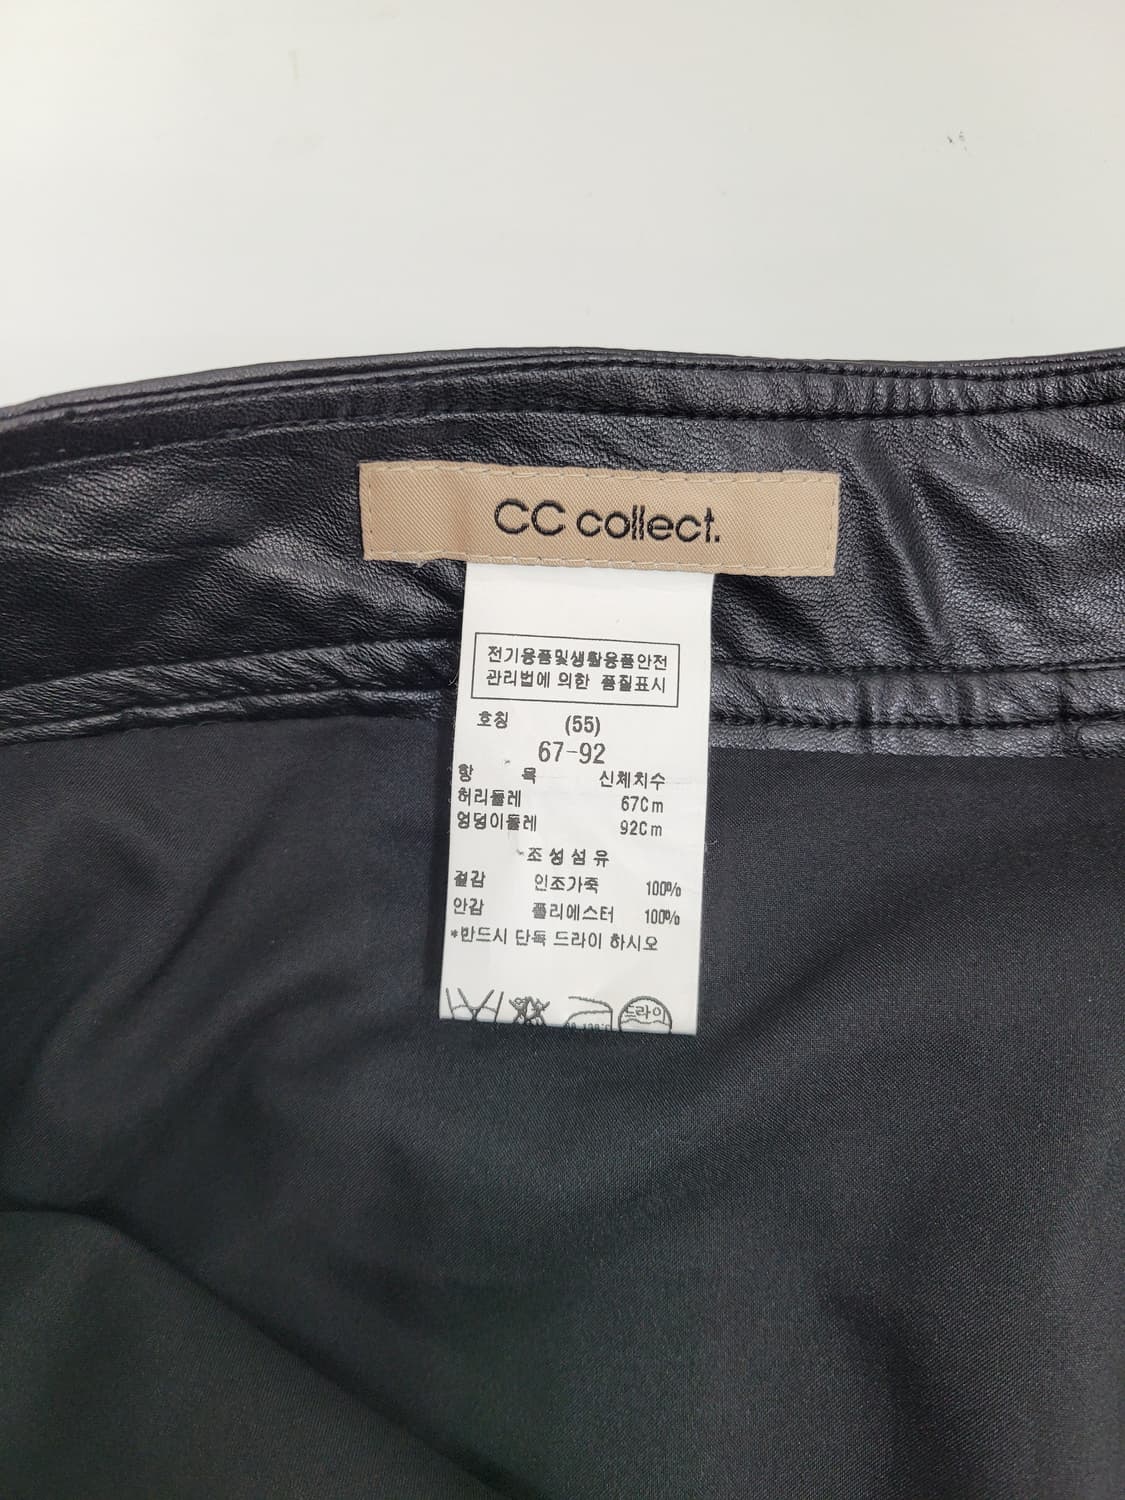 CC collect.
전기용품및생활용품안전
관리법에 의한 품질표시
호칭 (55)
67-92
항 목 신체치수
허리둘레 67Cm
엉덩이둘레 92Cm
조성섬유
겉감 인조가죽 100%
안감 폴리에스터 100%
*반드시 단독 드라이 하시오
드라이